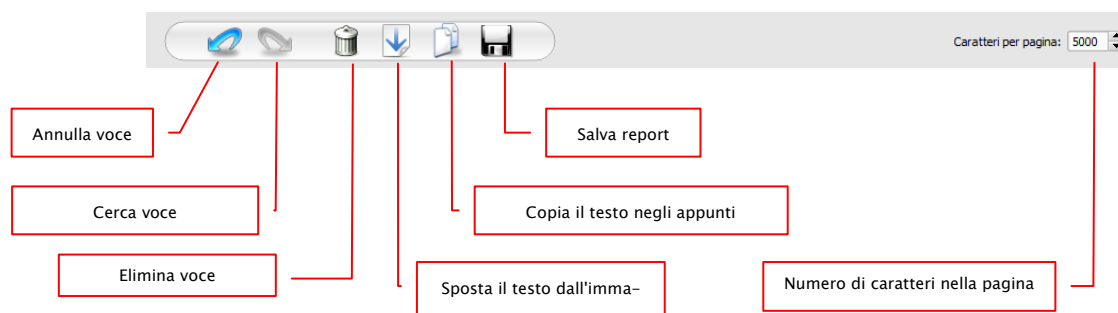 Caratteri per pagina: 5000
Annulla voce
Salva report
Cerca voce
Copia il testo negli appunti
Elimina voce
Sposta il testo dall'imma-
Numero di caratteri nella pagina